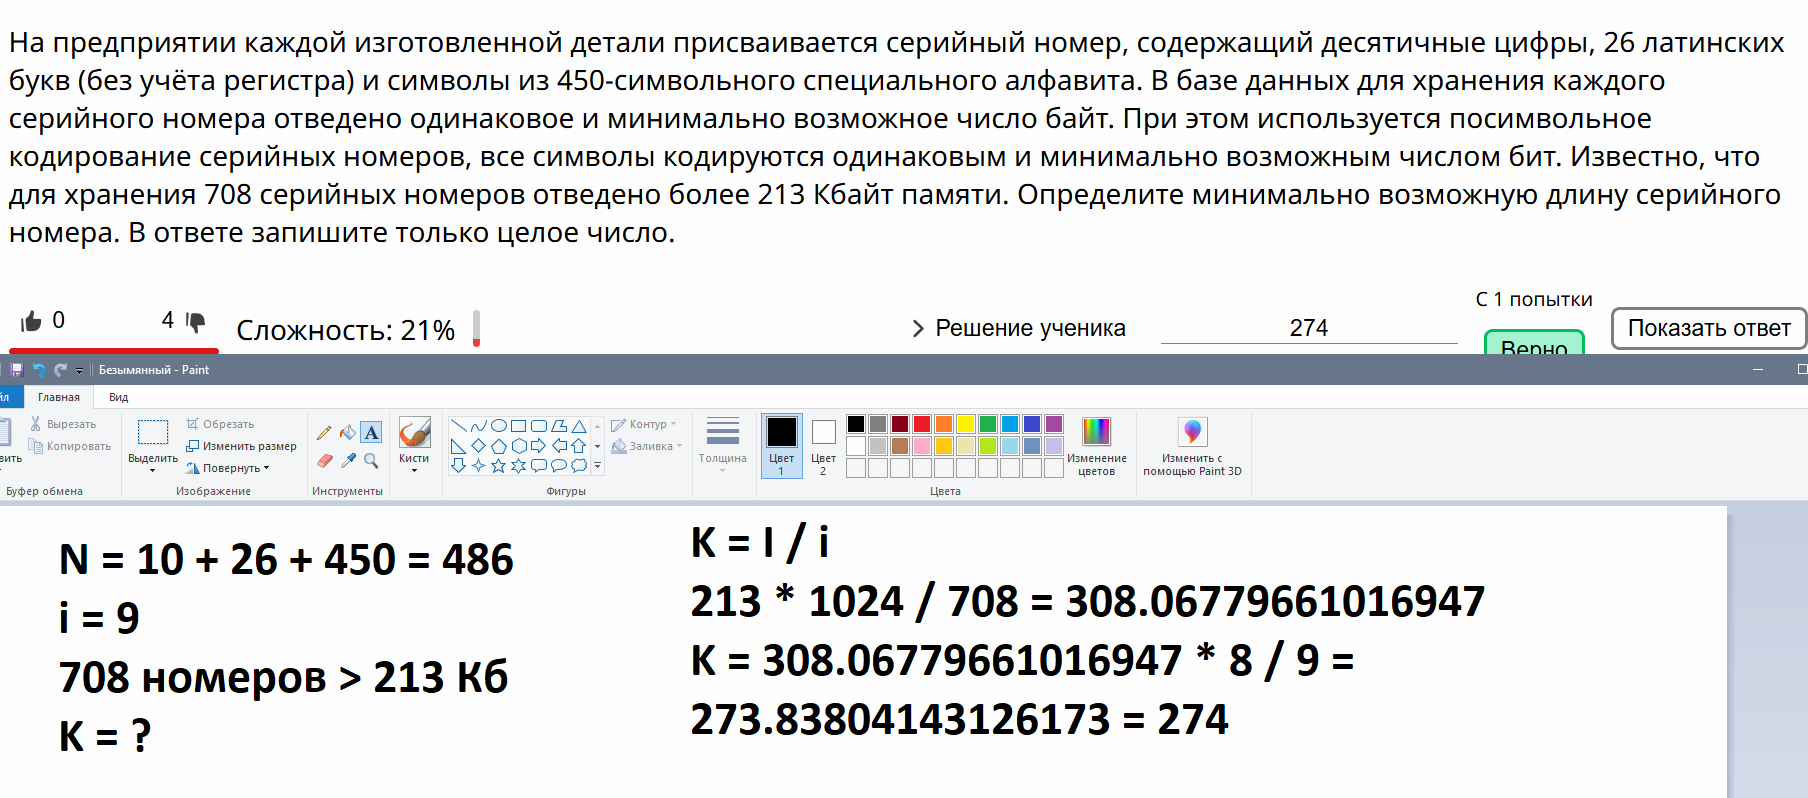 На предприятии каждой изготовленной детали присваивается серийный номер, содержащий десятичные цифры, 26 латинских
букв (без учёта регистра) и символы из 450-символьного специального алфавита. В базе данных для хранения каждого
серийного номера отведено одинаковое и минимально возможное число байт. При этом используется посимвольное
кодирование серийных номеров, все символы кодируются одинаковым и минимально возможным числом бит. Известно, что
для хранения 708 серийных номеров отведено более 213 Кбайт памяти. Определите минимально возможную длину серийного
номера. В ответе запишите только целое число.
С 1 попытки
0 4 Сложность: 21% Решение ученика 274 Показать ответ
Верно
Безымянный - Paint
Главная Вид
Вырезать
Копировать
Буфер обмена
Выделить
Обрезать
Изменить размер
Повернуть
Изображение
A
Инструменты
Кисти
Контур
Заливка
Фигуры
Толщина
Цвет
1
Цвет
2
Изменение
цветов
Цвета
Изменить с
помощью Paint 3D
N = 10 + 26 + 450 = 486
i = 9
708 номеров > 213 Кб
K = ?
K = I / i
213 * 1024 / 708 = 308.06779661016947
K = 308.06779661016947 * 8 / 9 =
273.83804143126173 = 274